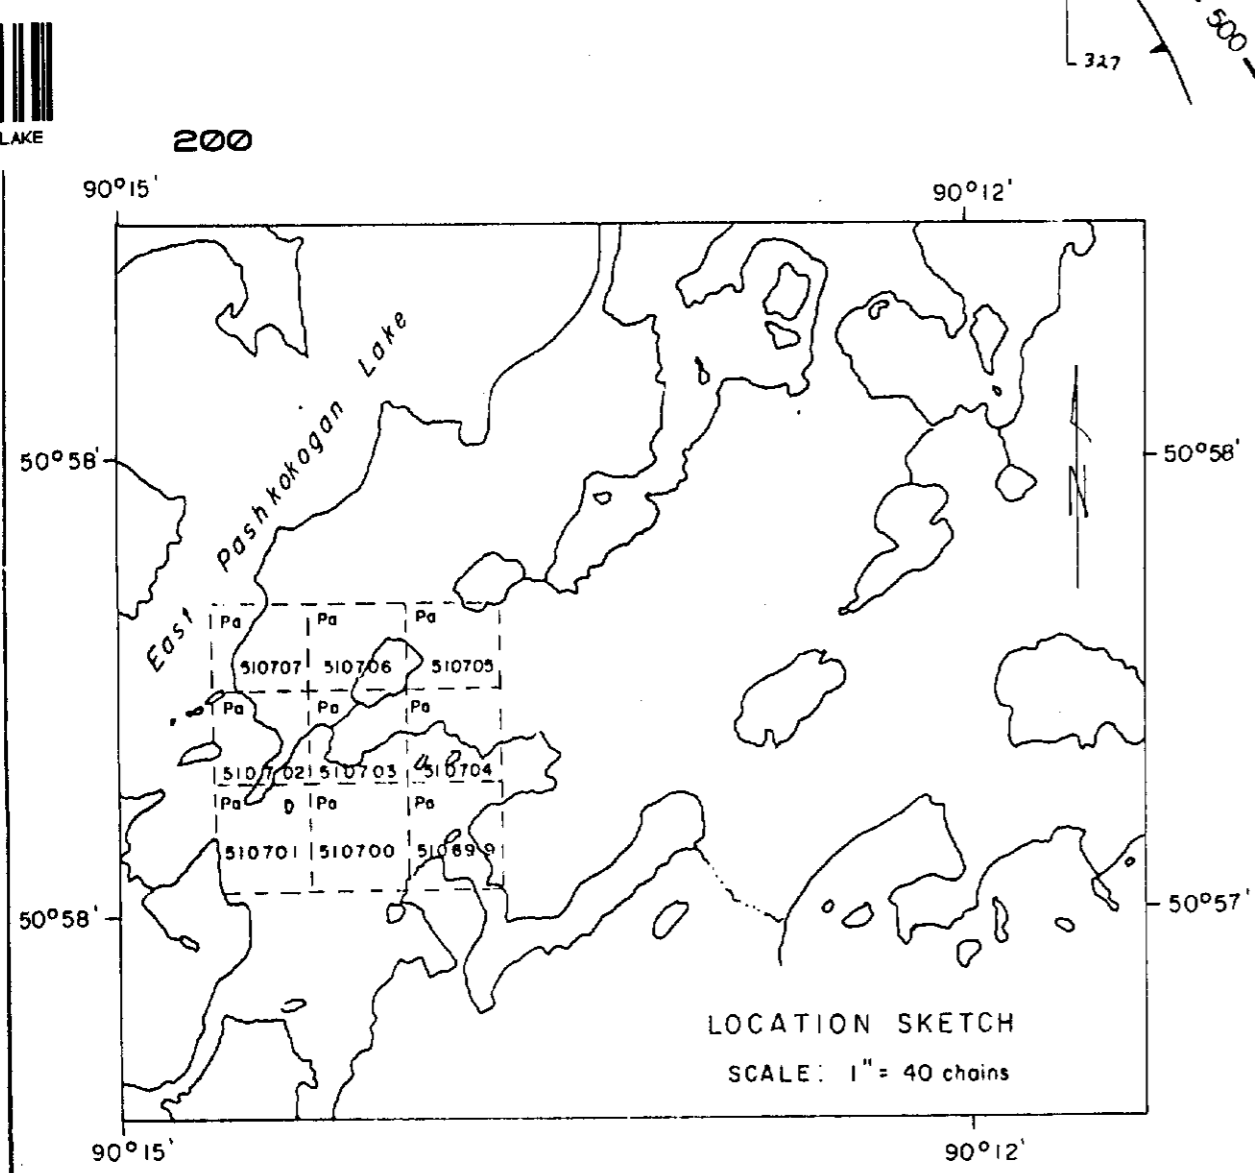 500
327
LAKE
200
90°15'
90°12'
East Pashkokogan Lake
50°58'
50°58'
N
Pa
Pa
Pa
510707
510706
510705
Pa
Pa
Pa
510702
510703
510704
Pa
Pa
Pa
510701
510700
510699
50°58'
50°57'
LOCATION SKETCH
SCALE: 1" = 40 chains
90°15'
90°12'